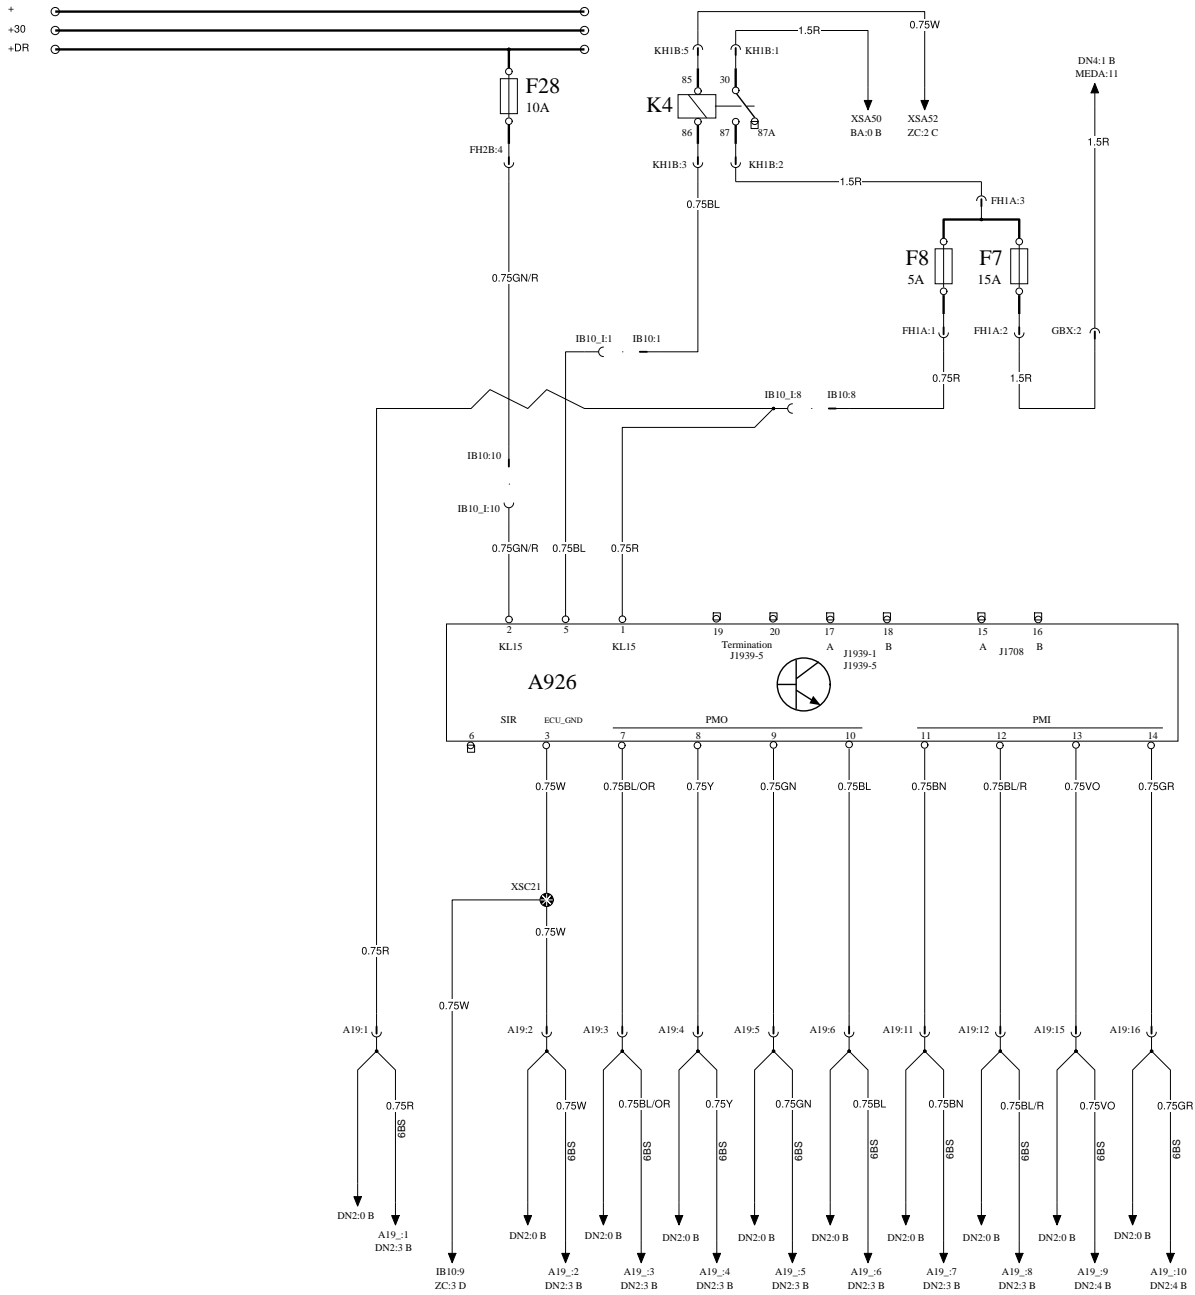 +
+30
+DR
F28
10A
FH2B:4
0.75GN/R
IB10:10
IB10_I:10
0.75GN/R
KH1B:5
KH1B:1
1.5R
0.75W
85
30
K4
86
87
87A
XSA50
BA:0 B
XSA52
ZC:2 C
KH1B:3
KH1B:2
DN4:1 B
MEDA:11
1.5R
1.5R
0.75BL
FH1A:3
F8
5A
F7
15A
FH1A:1
FH1A:2
GBX:2
IB10_I:1
IB10:1
0.75R
1.5R
IB10_I:8
IB10:8
0.75BL
0.75R
2
5
1
19
20
17
18
15
16
KL15
KL15
Termination
J1939-5
A
J1939-1
J1939-5
B
A
J1708
B
A926
SIR
ECU_GND
PMO
PMI
6
3
7
8
9
10
11
12
13
14
0.75W
0.75BL/OR
0.75Y
0.75GN
0.75BL
0.75BN
0.75BL/R
0.75VO
0.75GR
XSC21
0.75W
0.75R
0.75W
A19:1
A19:2
A19:3
A19:4
A19:5
A19:6
A19:11
A19:12
A19:15
A19:16
0.75R
0.75W
0.75BL/OR
0.75Y
0.75GN
0.75BL
0.75BN
0.75BL/R
0.75VO
0.75GR
6BS
6BS
6BS
6BS
6BS
6BS
6BS
6BS
6BS
6BS
DN2:0 B
A19_:1
DN2:3 B
DN2:0 B
DN2:0 B
DN2:0 B
DN2:0 B
DN2:0 B
DN2:0 B
DN2:0 B
DN2:0 B
DN2:0 B
IB10:9
ZC:3 D
A19_:2
DN2:3 B
A19_:3
DN2:3 B
A19_:4
DN2:3 B
A19_:5
DN2:3 B
A19_:6
DN2:3 B
A19_:7
DN2:3 B
A19_:8
DN2:3 B
A19_:9
DN2:4 B
A19_:10
DN2:4 B